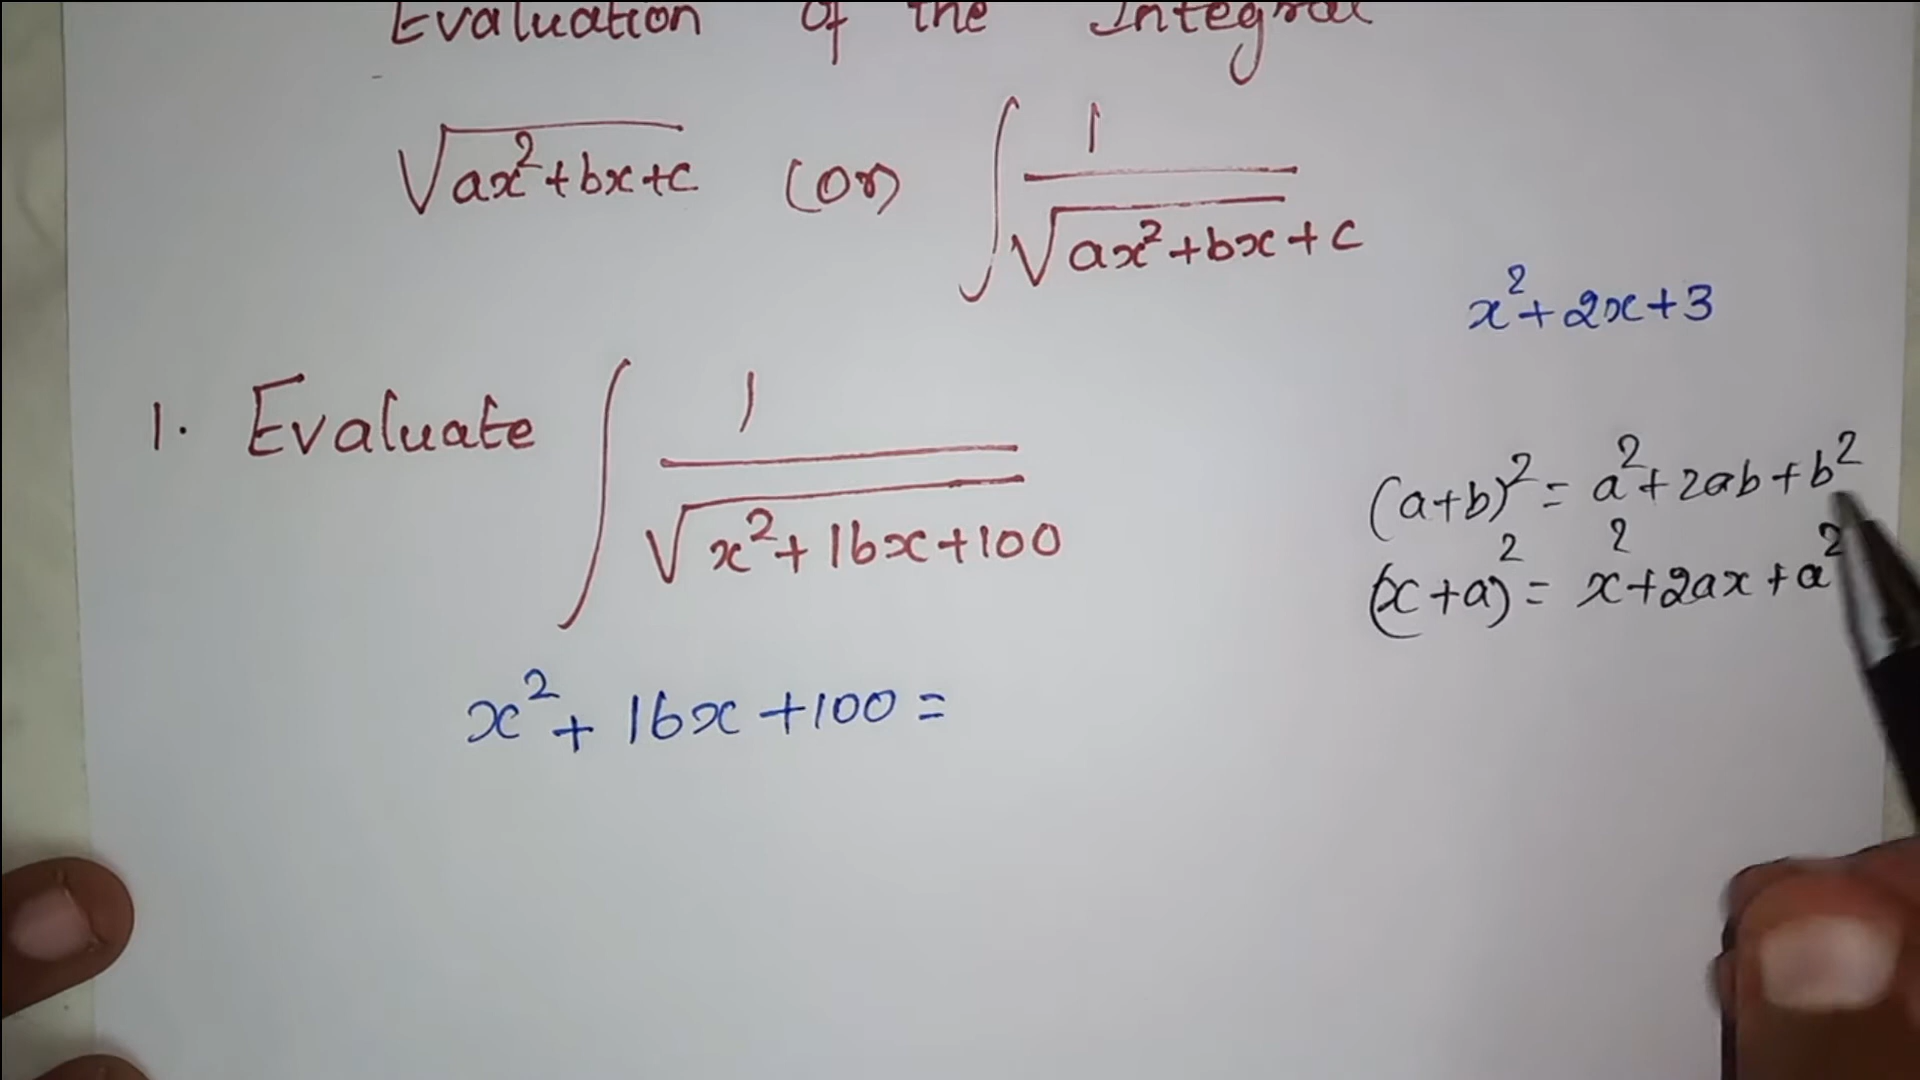 Evaluation of the Integral
√(ax²+bx+c) (or) ∫ 1/√(ax²+bx+c)
x²+2x+3
1. Evaluate ∫ 1/√(x²+16x+100)
(a+b)² = a²+2ab+b²
(x+a)² = x²+2ax+a²
x²+16x+100 =